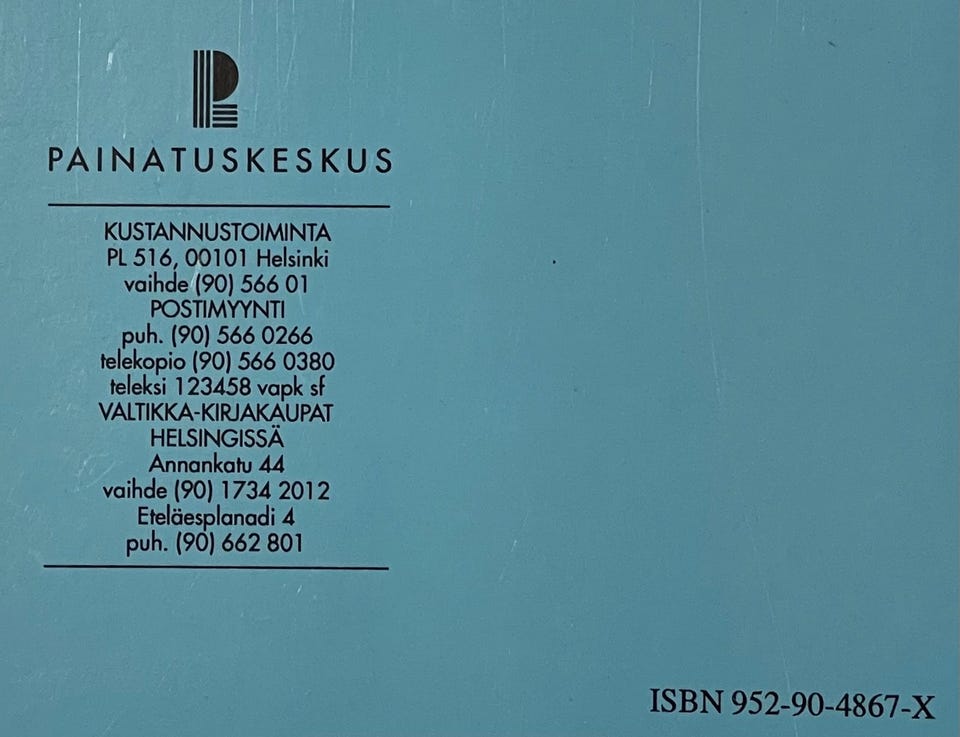 PAINATUSKESKUS
KUSTANNUSTOIMINTA
PL 516, 00101 Helsinki
vaihde (90) 566 01
POSTIMYYNTI
puh. (90) 566 0266
telekopio (90) 566 0380
teleksi 123458 vapk sf
VALTIKKA-KIRJAKAUPAT
HELSINGISSÄ
Annankatu 44
vaihde (90) 1734 2012
Eteläesplanadi 4
puh. (90) 662 801
ISBN 952-90-4867-X